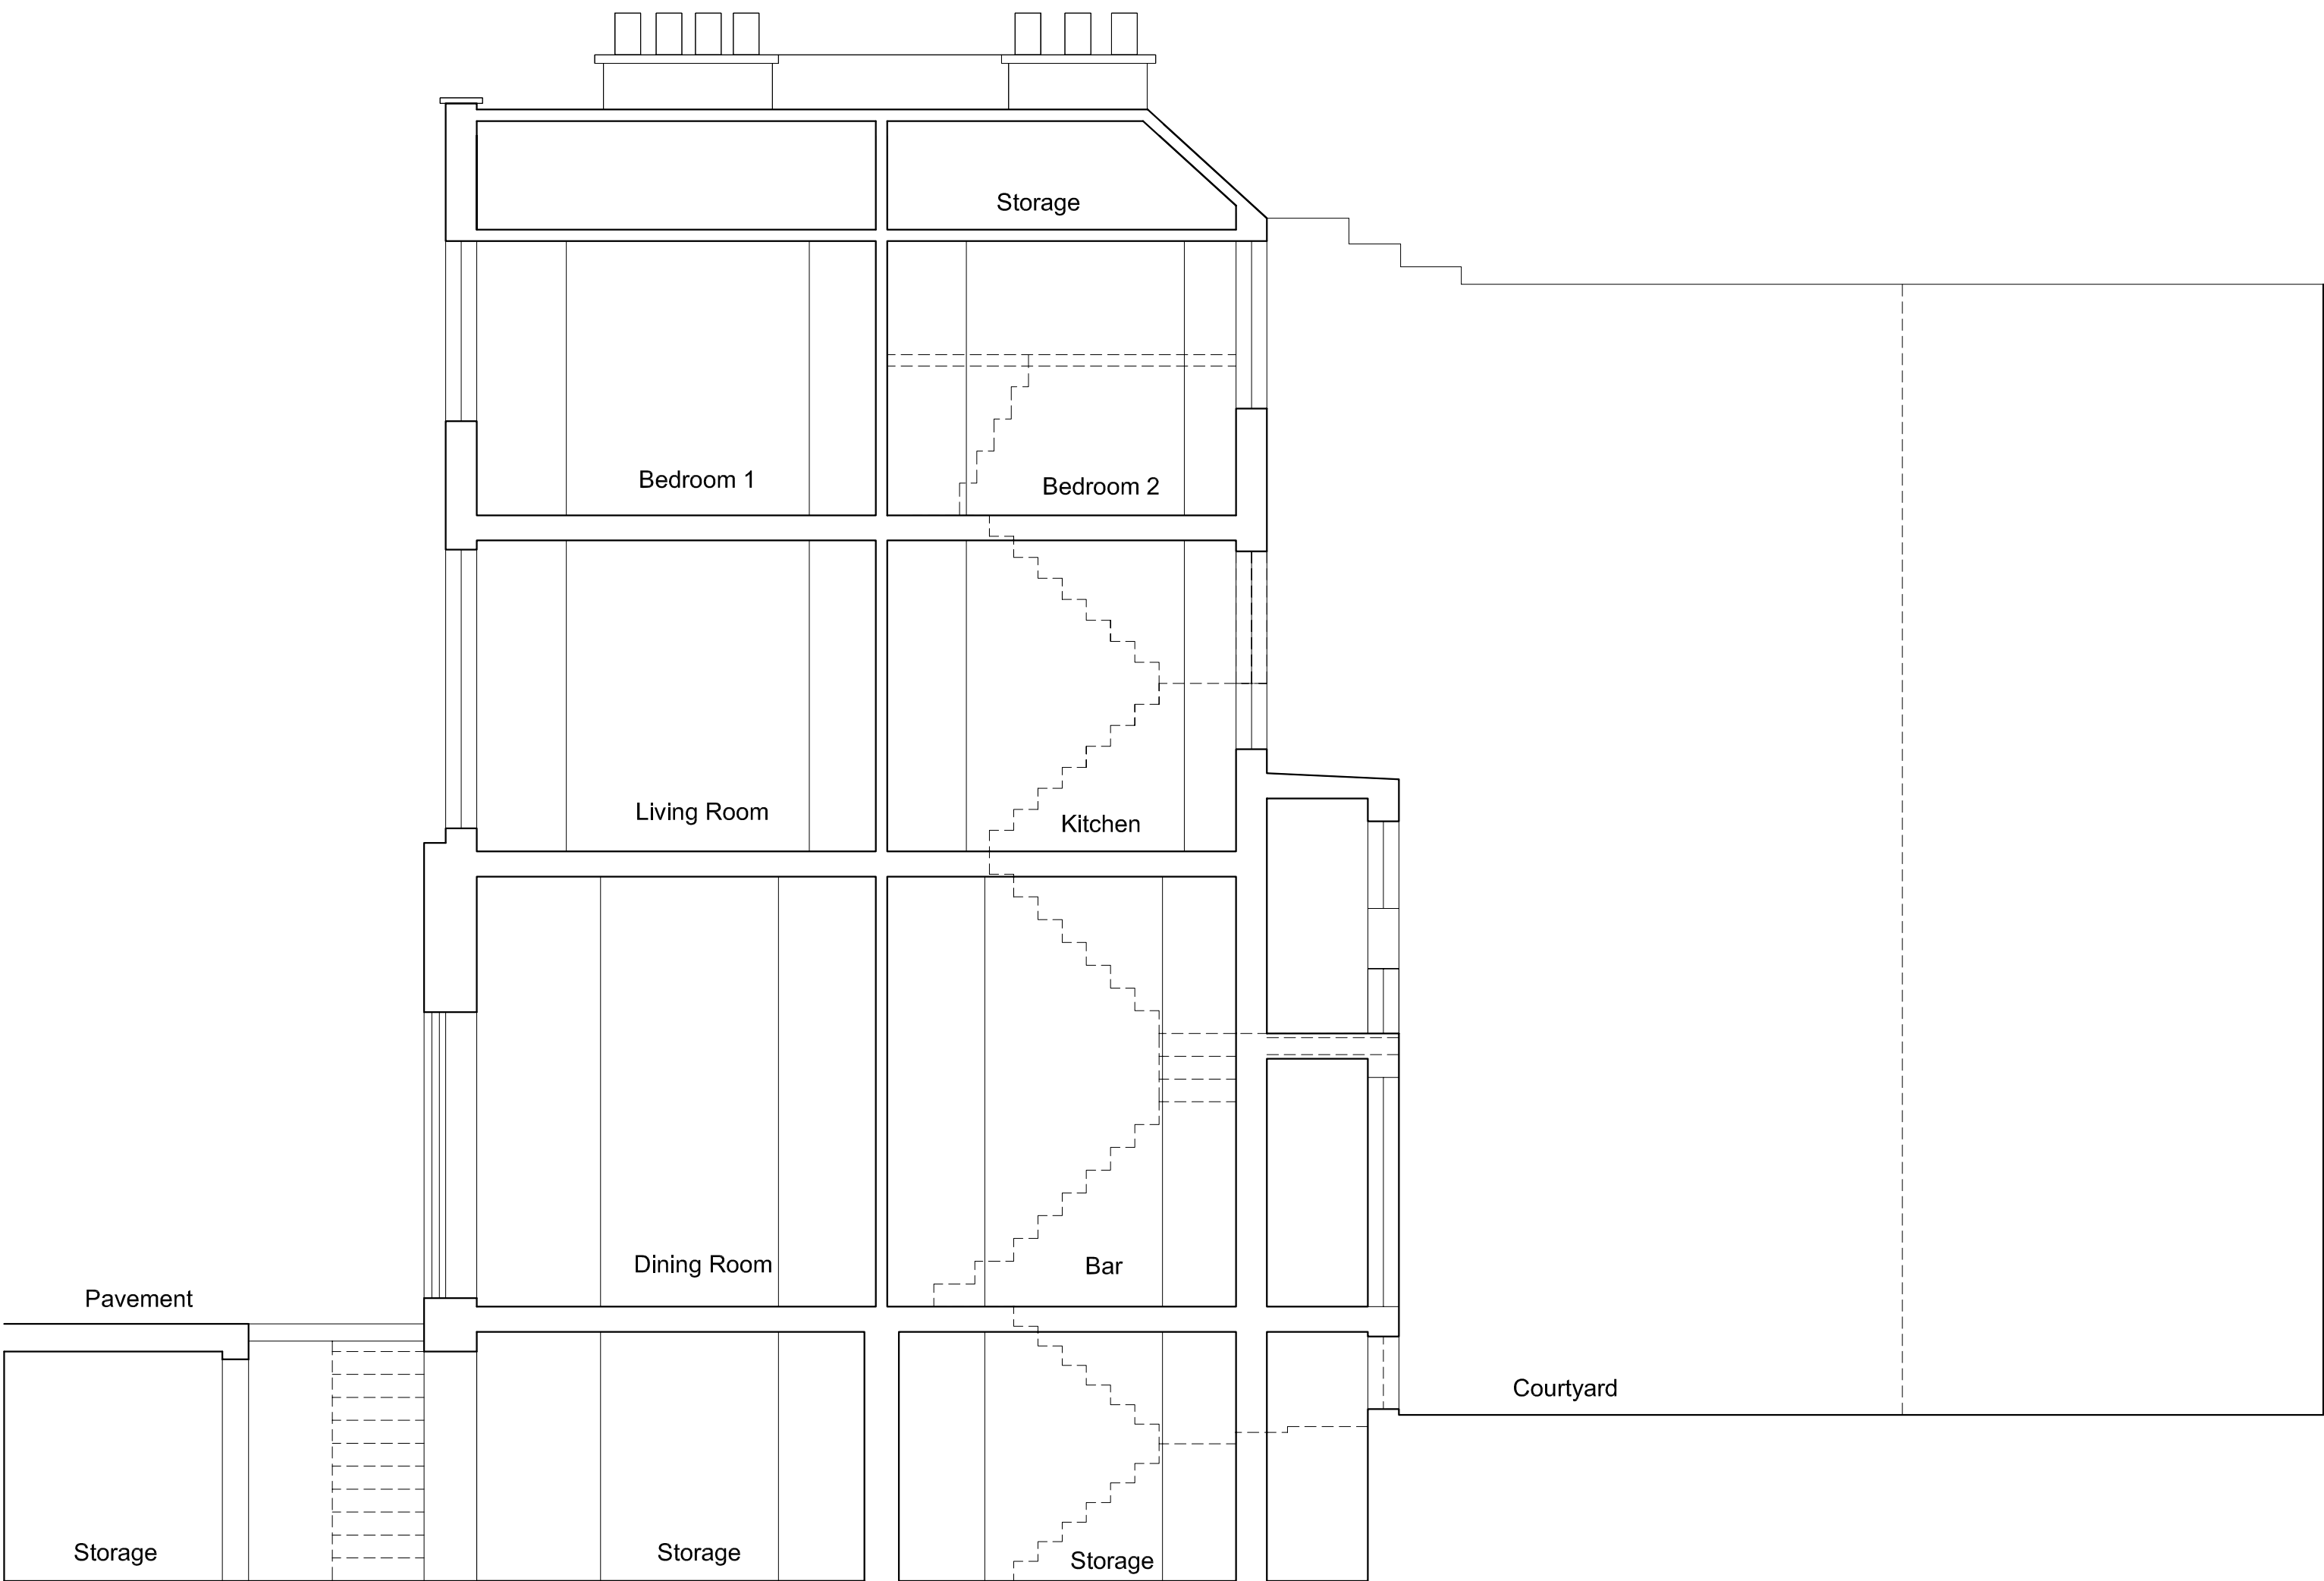 Storage
Bedroom 1
Bedroom 2
Living Room
Kitchen
Dining Room
Bar
Pavement
Courtyard
Storage
Storage
Storage